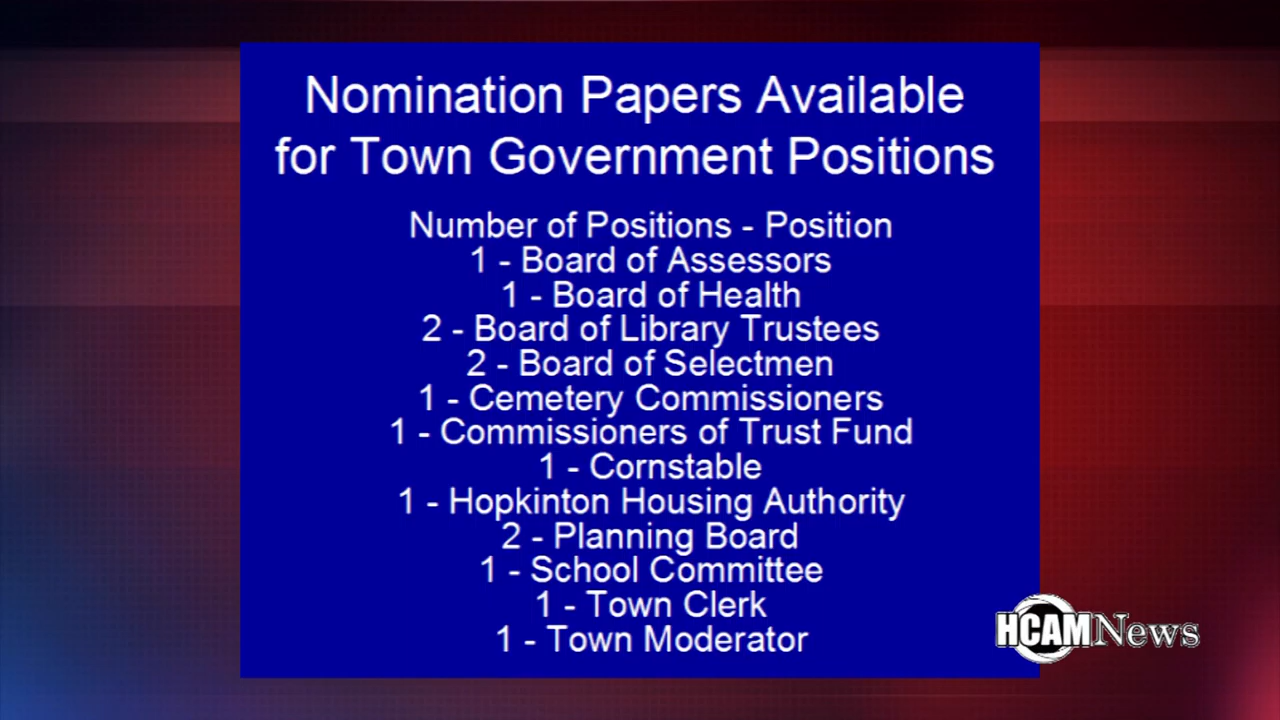 Nomination Papers Available
for Town Government Positions
Number of Positions - Position
1 - Board of Assessors
1 - Board of Health
2 - Board of Library Trustees
2 - Board of Selectmen
1 - Cemetery Commissioners
1 - Commissioners of Trust Fund
1 - Cornstable
1 - Hopkinton Housing Authority
2 - Planning Board
1 - School Committee
1 - Town Clerk
1 - Town Moderator
HCAMNews